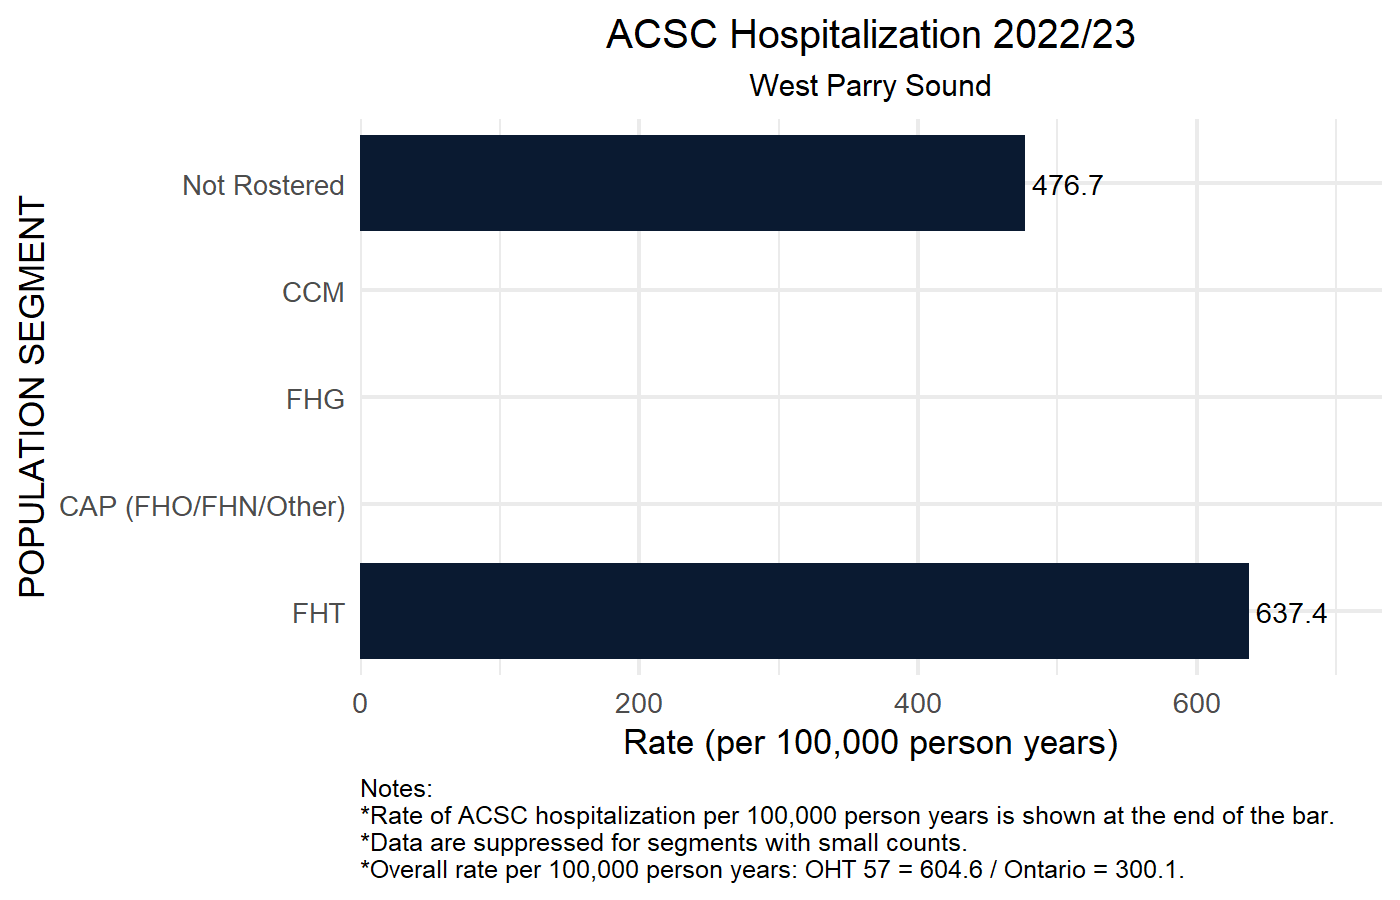 ACSC Hospitalization 2022/23
West Parry Sound
POPULATION SEGMENT
Not Rostered
476.7
CCM
FHG
CAP (FHO/FHN/Other)
FHT
637.4
0 200 400 600
Rate (per 100,000 person years)
Notes:
*Rate of ACSC hospitalization per 100,000 person years is shown at the end of the bar.
*Data are suppressed for segments with small counts.
*Overall rate per 100,000 person years: OHT 57 = 604.6 / Ontario = 300.1.